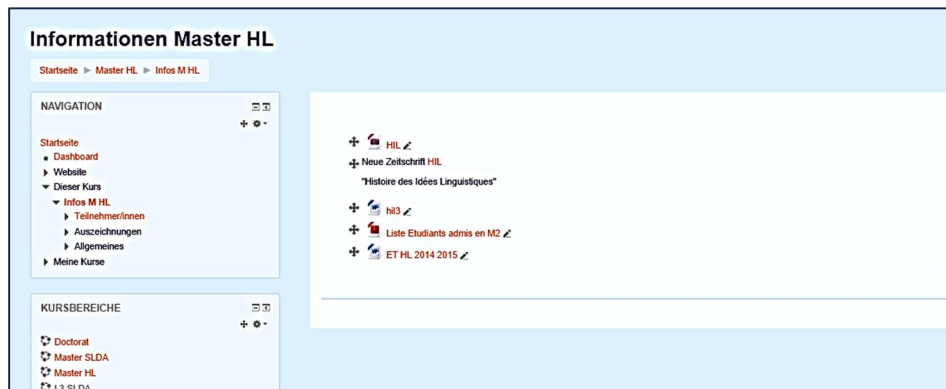 Informationen Master HL
Startseite ► Master HL ► Infos M HL
NAVIGATION
Startseite
Dashboard
Website
Dieser Kurs
Infos M HL
Teilnehmer/innen
Auszeichnungen
Allgemeines
Meine Kurse
KURSBEREICHE
Doctorat
Master SLDA
Master HL
L3 SLDA
HIL
Neue Zeitschrift HIL
"Histoire des Idées Linguistiques"
hil3
Liste Etudiants admis en M2
ET HL 2014 2015